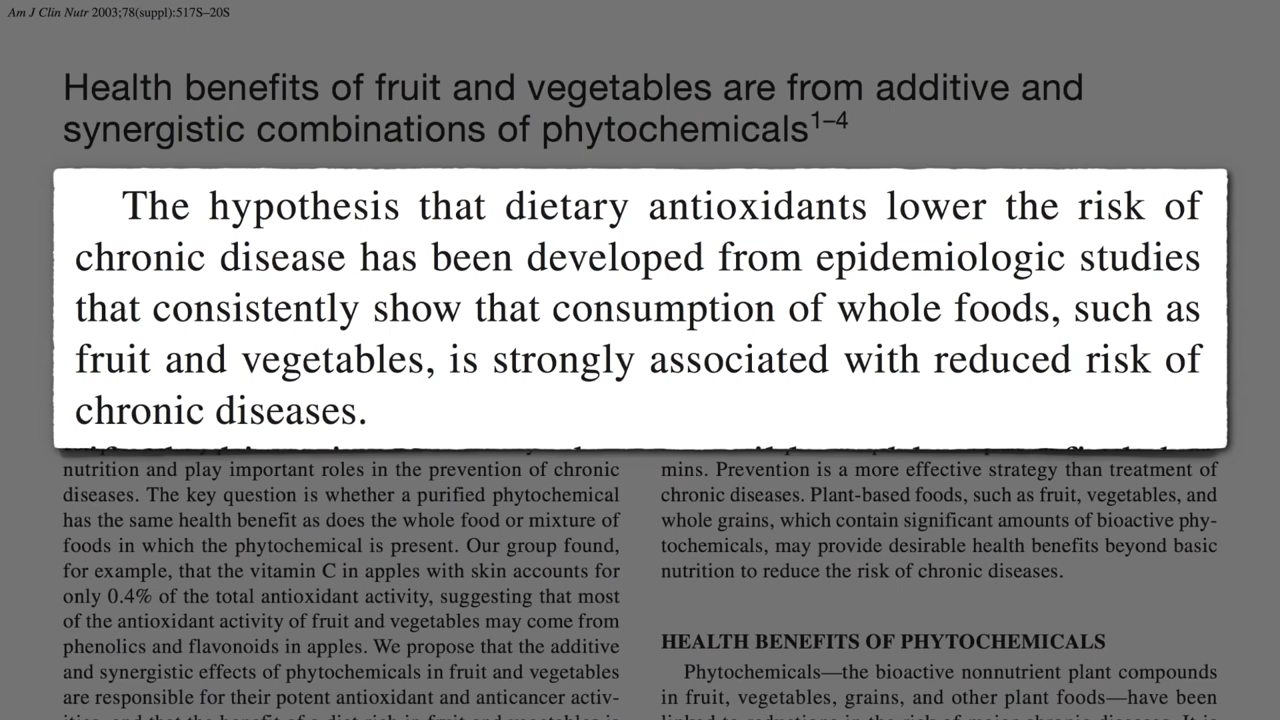 Am J Clin Nutr 2003;78(suppl):517S–20S
Health benefits of fruit and vegetables are from additive and
synergistic combinations of phytochemicals1–4
The hypothesis that dietary antioxidants lower the risk of
chronic disease has been developed from epidemiologic studies
that consistently show that consumption of whole foods, such as
fruit and vegetables, is strongly associated with reduced risk of
chronic diseases.
nutrition and play important roles in the prevention of chronic
diseases. The key question is whether a purified phytochemical
has the same health benefit as does the whole food or mixture of
foods in which the phytochemical is present. Our group found,
for example, that the vitamin C in apples with skin accounts for
only 0.4% of the total antioxidant activity, suggesting that most
of the antioxidant activity of fruit and vegetables may come from
phenolics and flavonoids in apples. We propose that the additive
and synergistic effects of phytochemicals in fruit and vegetables
are responsible for their potent antioxidant and anticancer activ-
mins. Prevention is a more effective strategy than treatment of
chronic diseases. Plant-based foods, such as fruit, vegetables, and
whole grains, which contain significant amounts of bioactive phy-
tochemicals, may provide desirable health benefits beyond basic
nutrition to reduce the risk of chronic diseases.
HEALTH BENEFITS OF PHYTOCHEMICALS
Phytochemicals—the bioactive nonnutrient plant compounds
in fruit, vegetables, grains, and other plant foods—have been